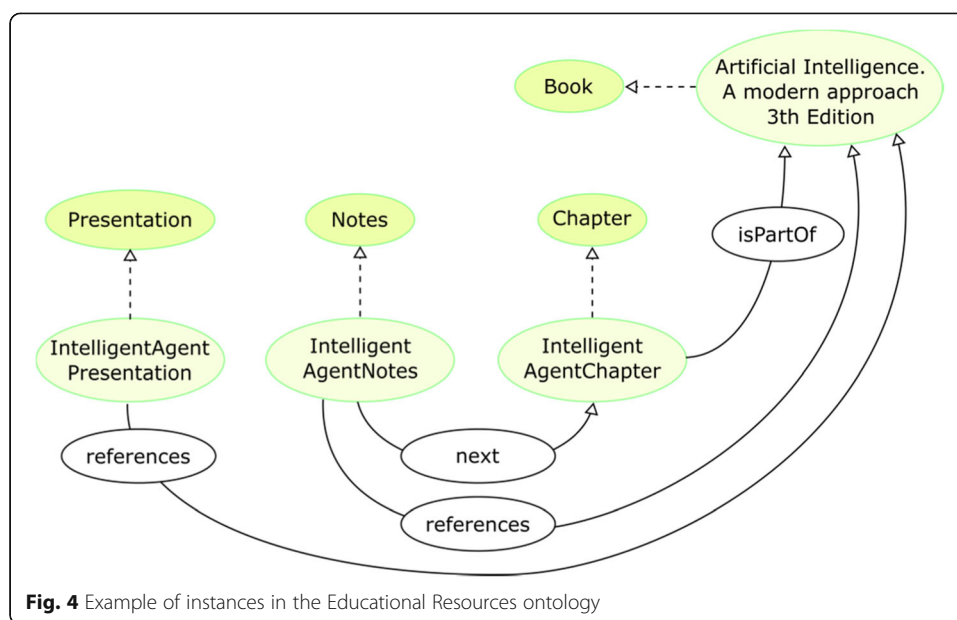 Artificial Intelligence.
A modern approach
3th Edition
Book
Presentation
Notes
Chapter
isPartOf
IntelligentAgent
Presentation
Intelligent
AgentNotes
Intelligent
AgentChapter
references
next
references
Fig. 4 Example of instances in the Educational Resources ontology